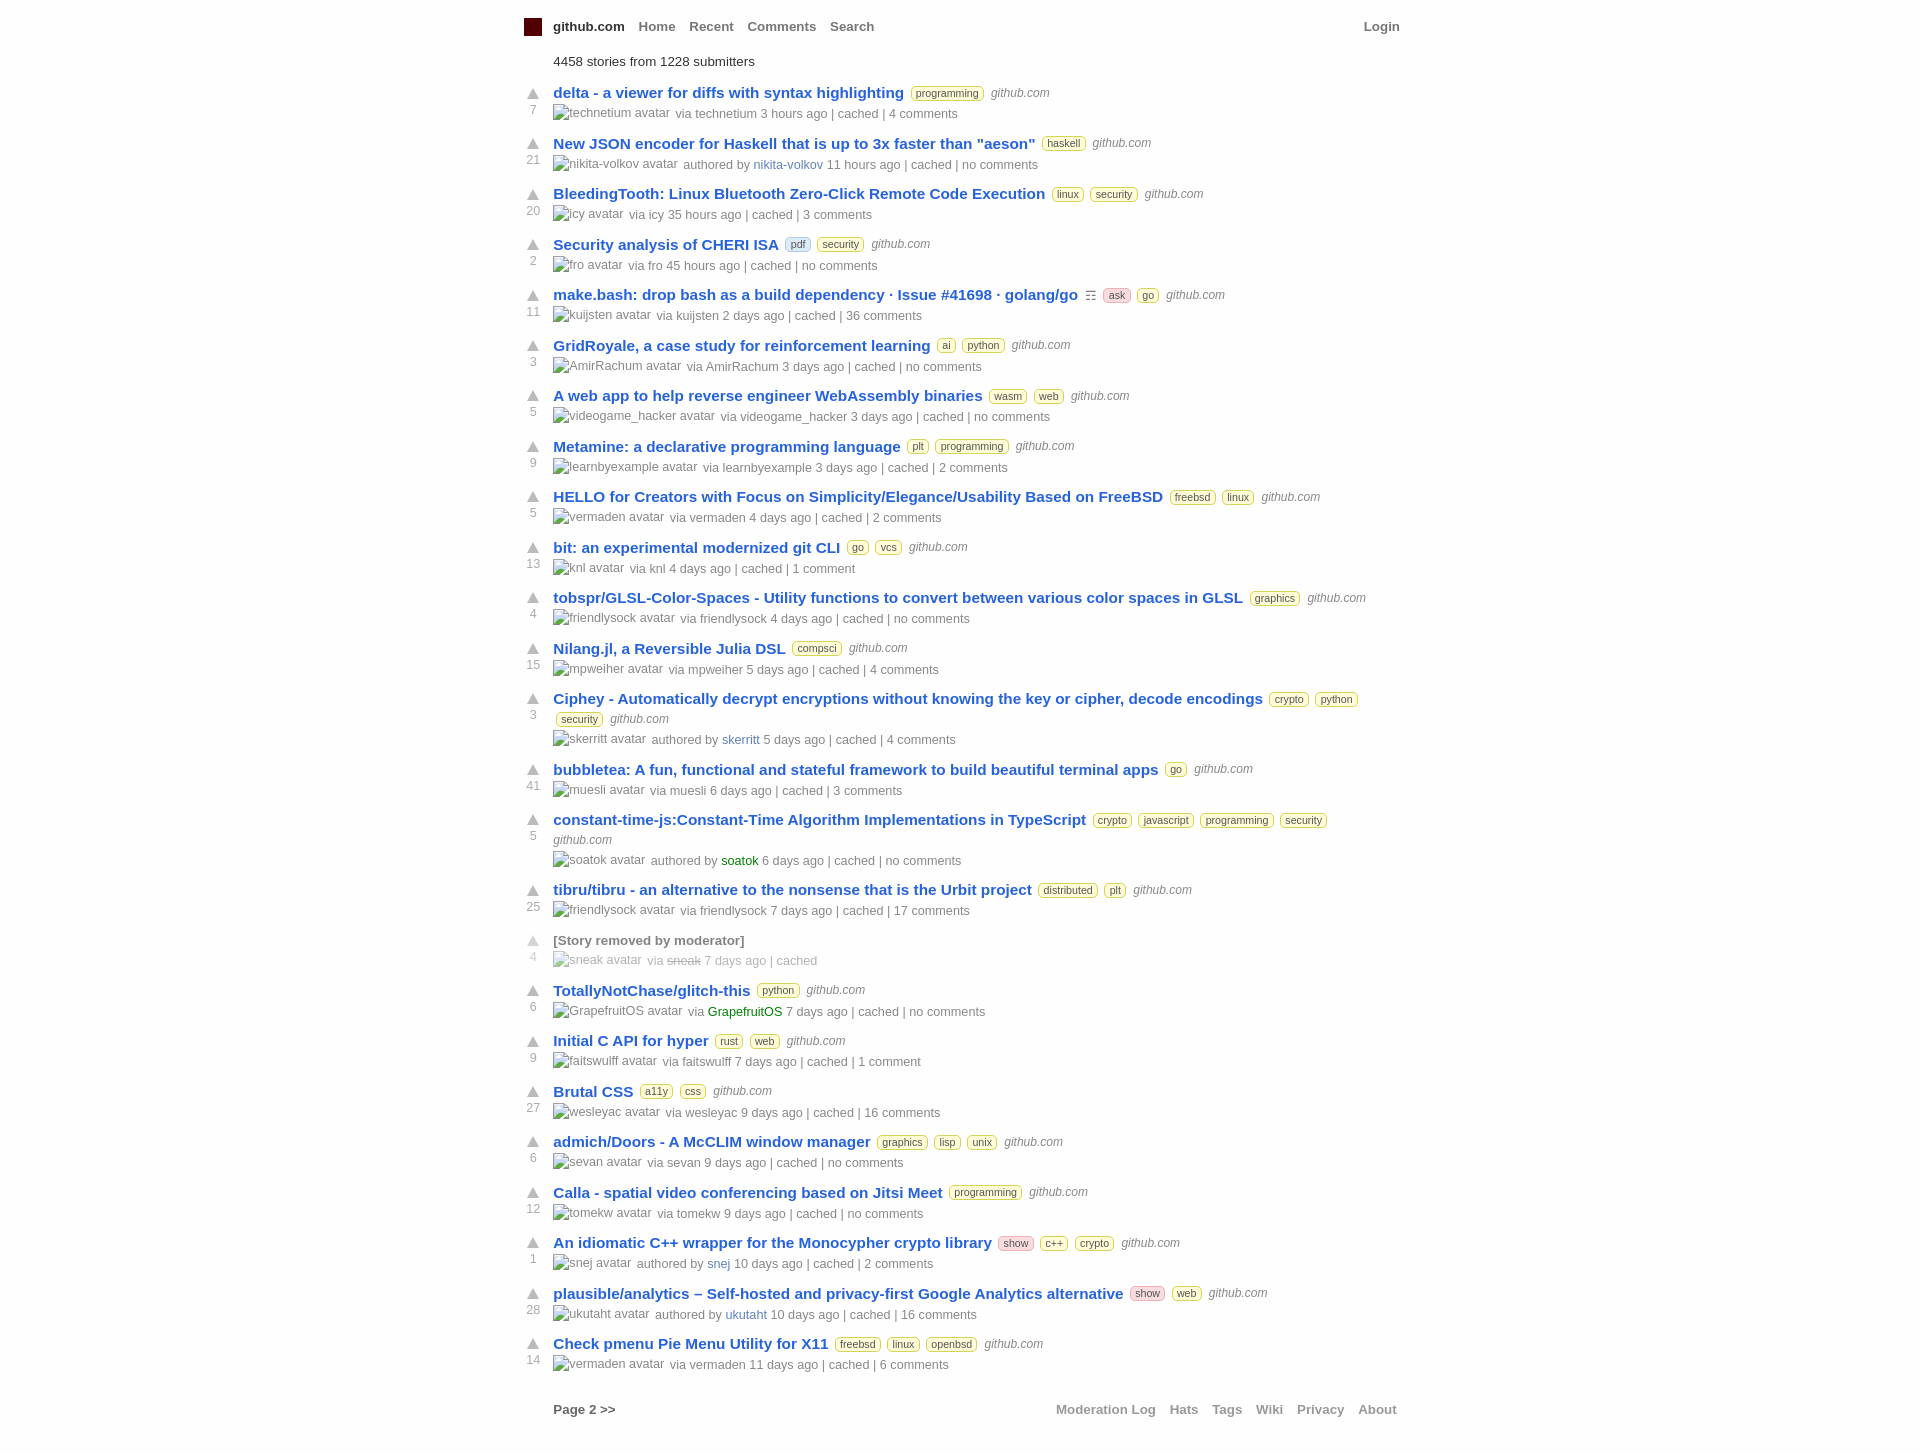 github.com Home Recent Comments Search Login
4458 stories from 1228 submitters
delta - a viewer for diffs with syntax highlighting programming github.com
7
technetium avatar via technetium 3 hours ago | cached | 4 comments
New JSON encoder for Haskell that is up to 3x faster than "aeson" haskell github.com
21
nikita-volkov avatar authored by nikita-volkov 11 hours ago | cached | no comments
BleedingTooth: Linux Bluetooth Zero-Click Remote Code Execution linux security github.com
20
icy avatar via icy 35 hours ago | cached | 3 comments
Security analysis of CHERI ISA pdf security github.com
2
fro avatar via fro 45 hours ago | cached | no comments
make.bash: drop bash as a build dependency · Issue #41698 · golang/go ☶ ask go github.com
11
kuijsten avatar via kuijsten 2 days ago | cached | 36 comments
GridRoyale, a case study for reinforcement learning ai python github.com
3
AmirRachum avatar via AmirRachum 3 days ago | cached | no comments
A web app to help reverse engineer WebAssembly binaries wasm web github.com
5
videogame_hacker avatar via videogame_hacker 3 days ago | cached | no comments
Metamine: a declarative programming language plt programming github.com
9
learnbyexample avatar via learnbyexample 3 days ago | cached | 2 comments
HELLO for Creators with Focus on Simplicity/Elegance/Usability Based on FreeBSD freebsd linux github.com
5
vermaden avatar via vermaden 4 days ago | cached | 2 comments
bit: an experimental modernized git CLI go vcs github.com
13
knl avatar via knl 4 days ago | cached | 1 comment
tobspr/GLSL-Color-Spaces - Utility functions to convert between various color spaces in GLSL graphics github.com
4
friendlysock avatar via friendlysock 4 days ago | cached | no comments
Nilang.jl, a Reversible Julia DSL compsci github.com
15
mpweiher avatar via mpweiher 5 days ago | cached | 4 comments
Ciphey - Automatically decrypt encryptions without knowing the key or cipher, decode encodings crypto python
3
security github.com
skerritt avatar authored by skerritt 5 days ago | cached | 4 comments
bubbletea: A fun, functional and stateful framework to build beautiful terminal apps go github.com
41
muesli avatar via muesli 6 days ago | cached | 3 comments
constant-time-js:Constant-Time Algorithm Implementations in TypeScript crypto javascript programming security
5
github.com
soatok avatar authored by soatok 6 days ago | cached | no comments
tibru/tibru - an alternative to the nonsense that is the Urbit project distributed plt github.com
25
friendlysock avatar via friendlysock 7 days ago | cached | 17 comments
[Story removed by moderator]
4
sneak avatar via sneak 7 days ago | cached
TotallyNotChase/glitch-this python github.com
6
GrapefruitOS avatar via GrapefruitOS 7 days ago | cached | no comments
Initial C API for hyper rust web github.com
9
faitswulff avatar via faitswulff 7 days ago | cached | 1 comment
Brutal CSS a11y css github.com
27
wesleyac avatar via wesleyac 9 days ago | cached | 16 comments
admich/Doors - A McCLIM window manager graphics lisp unix github.com
6
sevan avatar via sevan 9 days ago | cached | no comments
Calla - spatial video conferencing based on Jitsi Meet programming github.com
12
tomekw avatar via tomekw 9 days ago | cached | no comments
An idiomatic C++ wrapper for the Monocypher crypto library show c++ crypto github.com
1
snej avatar authored by snej 10 days ago | cached | 2 comments
plausible/analytics – Self-hosted and privacy-first Google Analytics alternative show web github.com
28
ukutaht avatar authored by ukutaht 10 days ago | cached | 16 comments
Check pmenu Pie Menu Utility for X11 freebsd linux openbsd github.com
14
vermaden avatar via vermaden 11 days ago | cached | 6 comments
Page 2 >> Moderation Log Hats Tags Wiki Privacy About